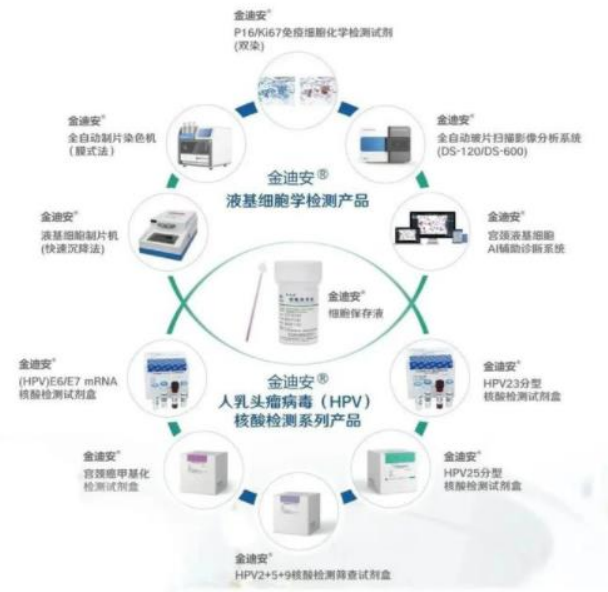 金迪安®
P16/Ki67免疫细胞化学检测试剂
(双染)
金迪安®
全自动制片染色机
(膜式法)
金迪安®
全自动玻片扫描影像分析系统
(DS-120/DS-600)
金迪安®
液基细胞学检测产品
金迪安®
液基细胞制片机
(快速沉降法)
金迪安®
宫颈液基细胞
AI辅助诊断系统
金迪安®
细胞保存液
金迪安®
(HPV)E6/E7 mRNA
核酸检测试剂盒
金迪安®
人乳头瘤病毒（HPV）
核酸检测系列产品
金迪安®
HPV23分型
核酸检测试剂盒
金迪安®
宫颈癌甲基化
检测试剂盒
金迪安®
HPV25分型
核酸检测试剂盒
金迪安®
HPV2+5+9核酸检测筛查试剂盒